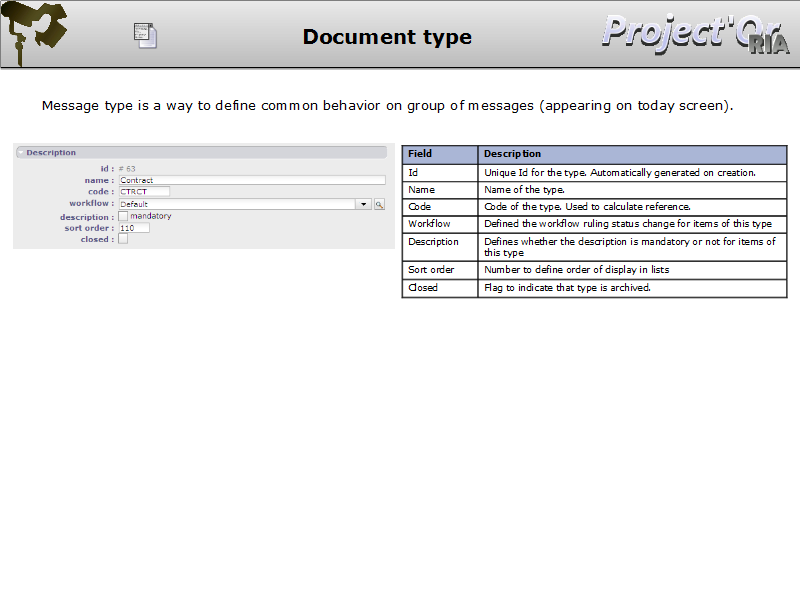 Document type
Project'Or
RIA
Message type is a way to define common behavior on group of messages (appearing on today screen).
Description
id : # 63
name : Contract
code : CTRCT
workflow : Default
description : mandatory
sort order : 110
closed :
Field Description
Id Unique Id for the type. Automatically generated on creation.
Name Name of the type.
Code Code of the type. Used to calculate reference.
Workflow Defined the workflow ruling status change for items of this type
Description Defines whether the description is mandatory or not for items of
this type
Sort order Number to define order of display in lists
Closed Flag to indicate that type is archived.